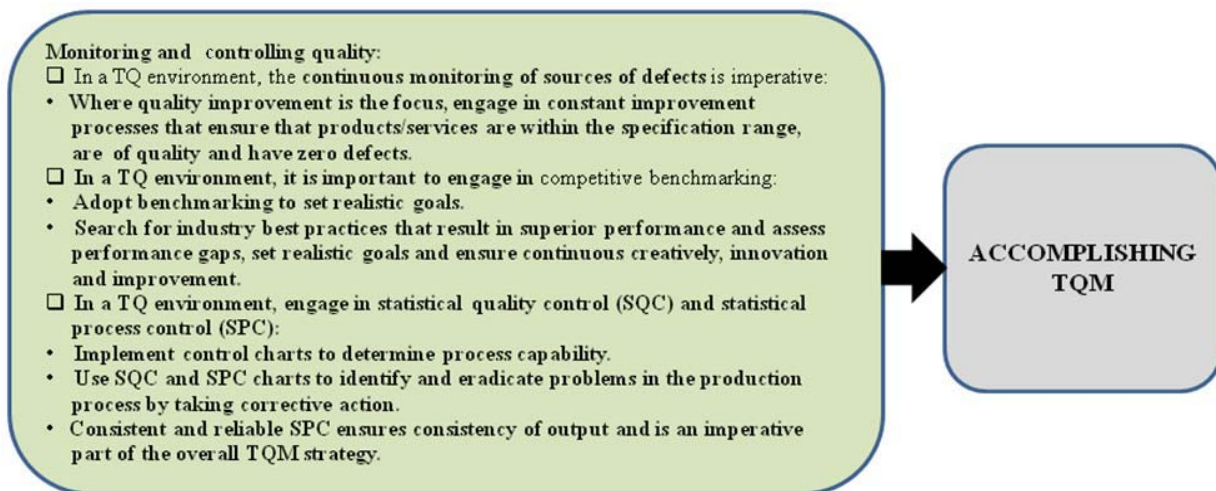 Monitoring and controlling quality:
❑ In a TQ environment, the continuous monitoring of sources of defects is imperative:
• Where quality improvement is the focus, engage in constant improvement
processes that ensure that products/services are within the specification range,
are of quality and have zero defects.
❑ In a TQ environment, it is important to engage in competitive benchmarking:
• Adopt benchmarking to set realistic goals.
• Search for industry best practices that result in superior performance and assess
performance gaps, set realistic goals and ensure continuous creatively, innovation
and improvement.
❑ In a TQ environment, engage in statistical quality control (SQC) and statistical
process control (SPC):
• Implement control charts to determine process capability.
• Use SQC and SPC charts to identify and eradicate problems in the production
process by taking corrective action.
• Consistent and reliable SPC ensures consistency of output and is an imperative
part of the overall TQM strategy.
ACCOMPLISHING
TQM